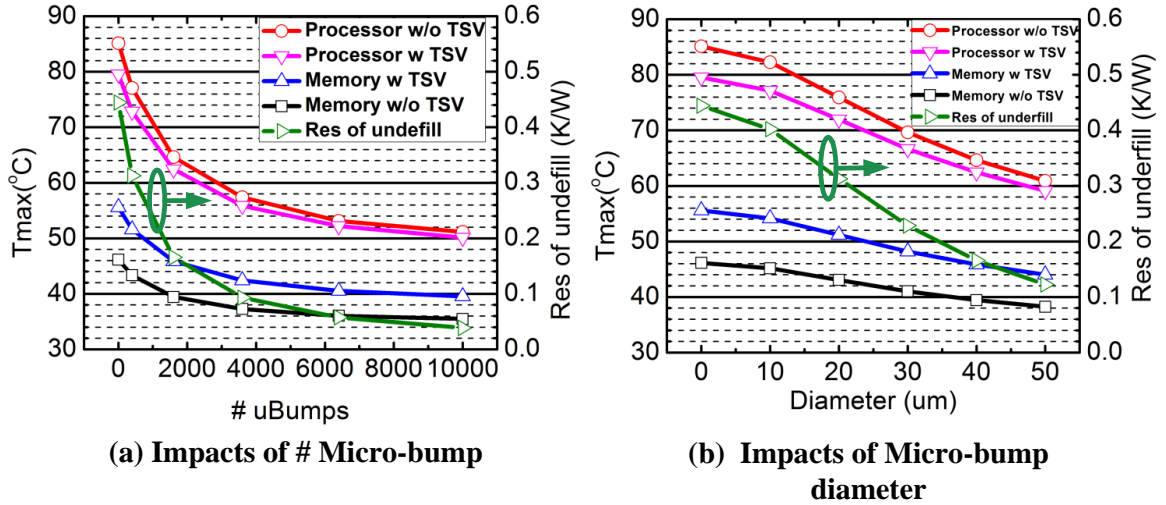 Processor w/o TSV
Processor w TSV
Memory w TSV
Memory w/o TSV
Res of undefill
Tmax(°C)
90
80
70
60
50
40
30
0 2000 4000 6000 8000 10000
# uBumps
0.6
0.5
0.4
0.3
0.2
0.1
0.0
Res of underfill (K/W)
(a) Impacts of # Micro-bump
Processor w/o TSV
Processor w TSV
Memory w TSV
Memory w/o TSV
Res of underfill
Tmax(°C)
90
80
70
60
50
40
30
0 10 20 30 40 50
Diameter (um)
0.6
0.5
0.4
0.3
0.2
0.1
0.0
Res of underfill (K/W)
(b) Impacts of Micro-bump
diameter